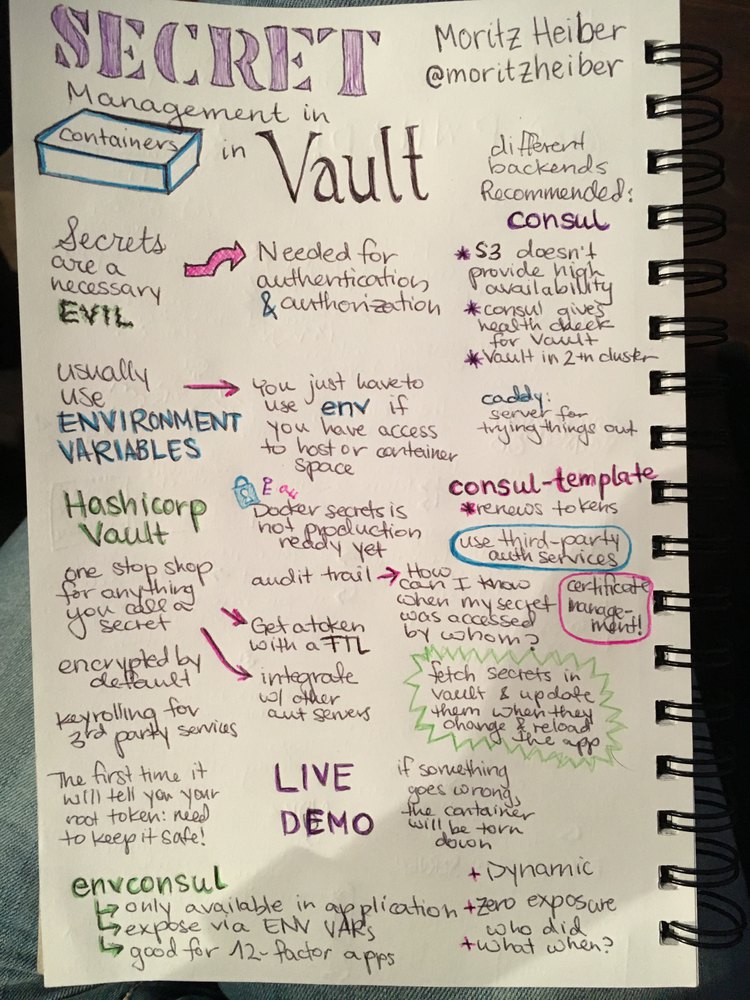 SECRET
Management in
containers in Vault
Moritz Heiber
@moritzheiber
Secrets
are a
necessary
EVIL
Needed for
authentication
& authorization
usually
use
ENVIRONMENT
VARIABLES
You just have to
use env if
you have access
to host or container
space
Hashicorp
Vault
one stop shop
for anything
you call a
secret
encrypted by
default
keyrolling for
3rd party services
Docker secrets is
not production
ready yet
audit trail
How
can I know
when my secret
was accessed
by whom?
Get a token
with a TTL
integrate
w/ other
aut servers
different
backends
Recommended:
consul
* S3 doesn't
provide high
availability
* consul gives
health check
for Vault
* Vault in 2+n cluster
caddy:
server for
trying things out
consul-template
* renews tokens
use third-party
auth services
certificate
manage-
ment!
fetch secrets in
vault & update
them when they
change & reload
the app
The first time it
will tell you your
root token: need
to keep it safe!
LIVE
DEMO
if something
goes wrong,
the container
will be torn
down
envconsul
only available in application
expose via ENV VARs
good for 12-factor apps
+ Dynamic
+ Zero exposure
who did
+ what when?